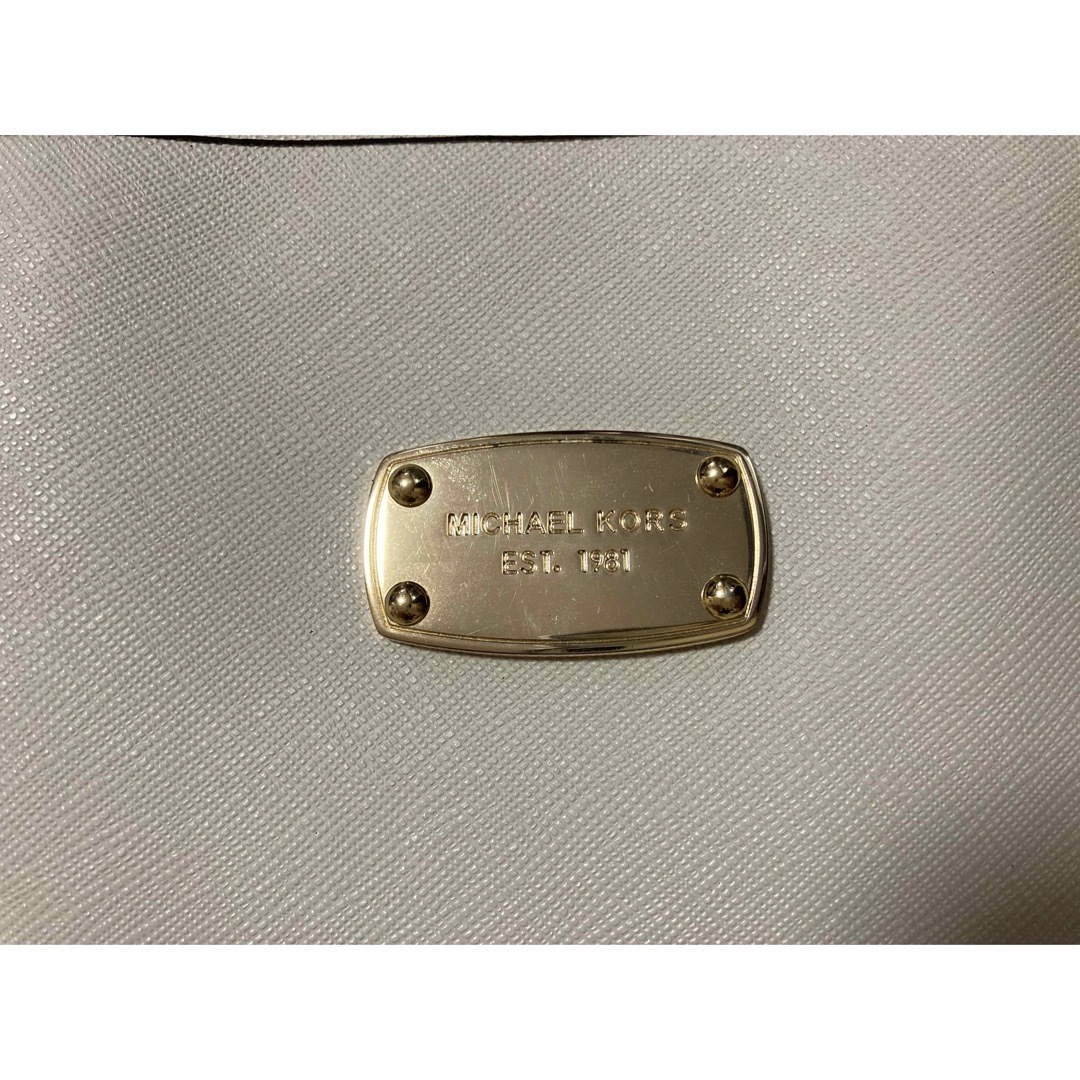 MICHAEL KORS
EST. 1981